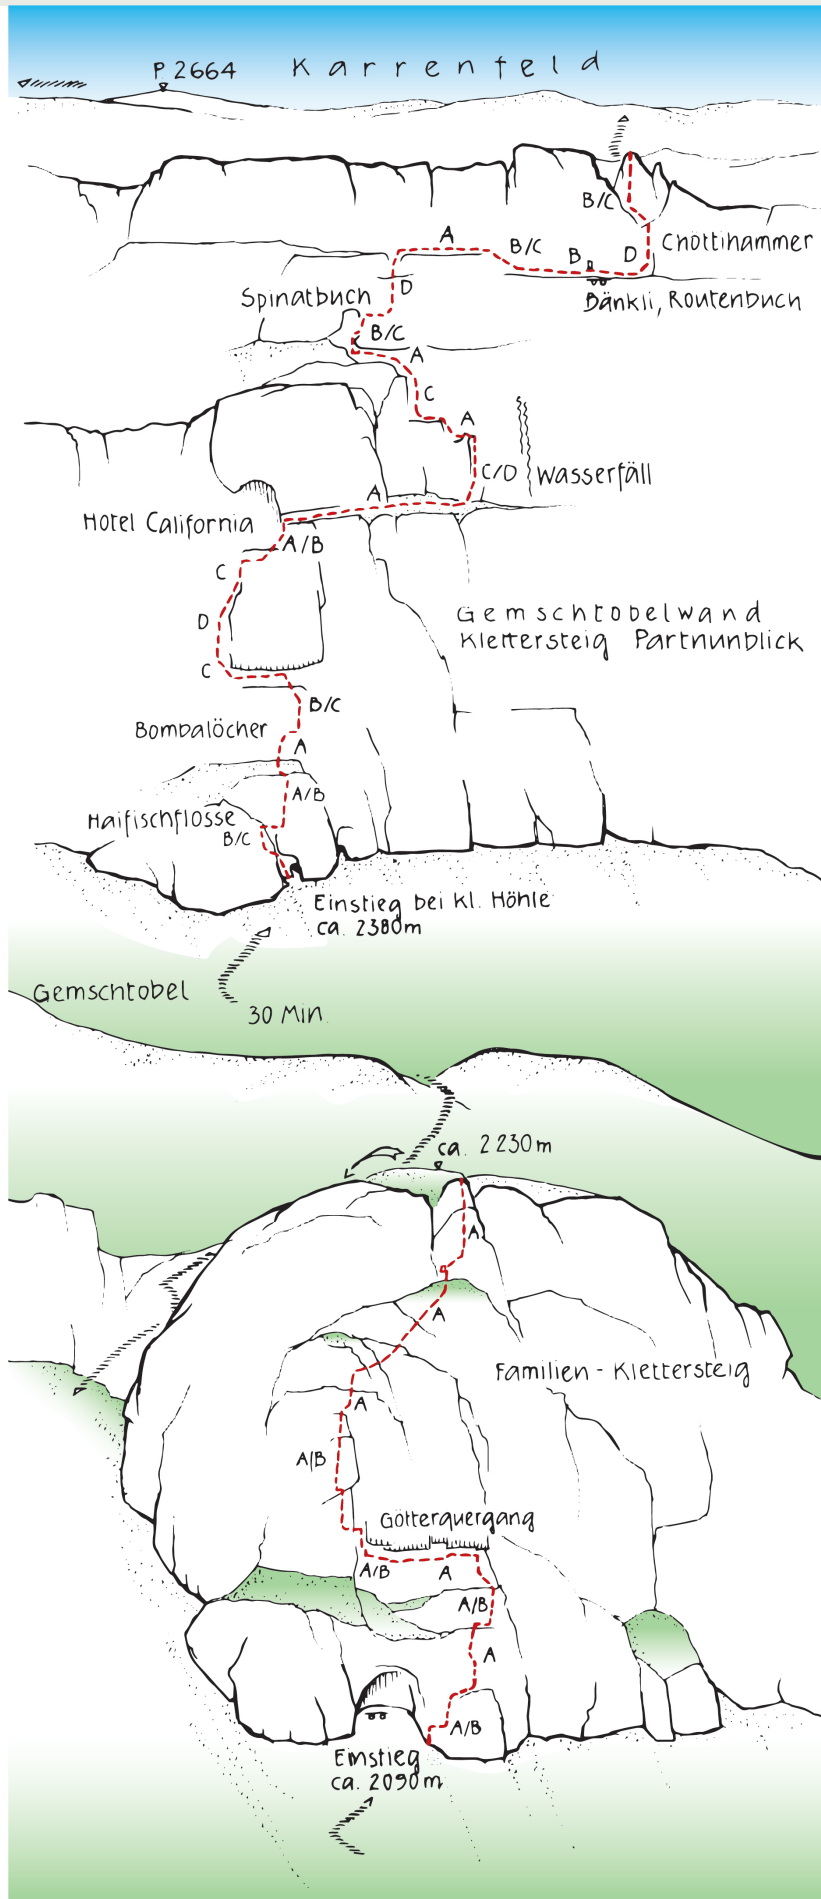 P 2664 Karrenfeld
B/C
Chöttihammer
A
B/C
B
D
D
Spinatbuch
Bänkli, Routenbuch
B/C
A
C
A
C/D Wasserfäll
A
Hotel California
A/B
C
D
Gemschtobelwand
Klettersteig Partnunblick
C
B/C
Bombalöcher
A
A/B
Haifischflosse
B/C
Einstieg bei kl. Höhle
ca. 2380m
Gemschtobel
30 Min.
ca. 2230m
A
A
Familien-Klettersteig
A
A/B
Götterquergang
A/B
A
A/B
A
A/B
Einstieg
ca. 2090m